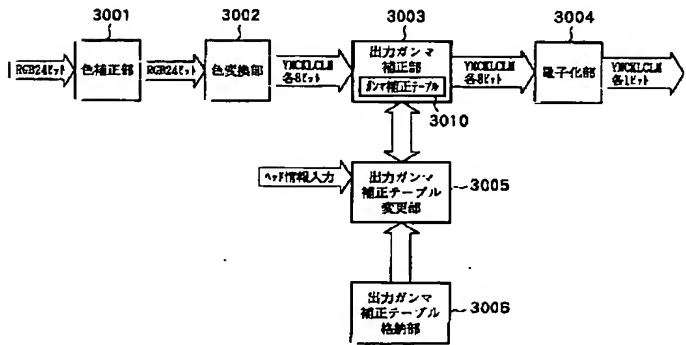 3001
3002
3003
3004
RGB24ビット
色補正部
RGB24ビット
色変換部
YMCKLCLM
各8ビット
出力ガンマ
補正部
ガンマ補正テーブル
YMCKLCLM
各8ビット
量子化部
YMCKLCLM
各1ビット
3010
ヘッド情報入力
出力ガンマ
補正テーブル
変更部
3005
出力ガンマ
補正テーブル
格納部
3006